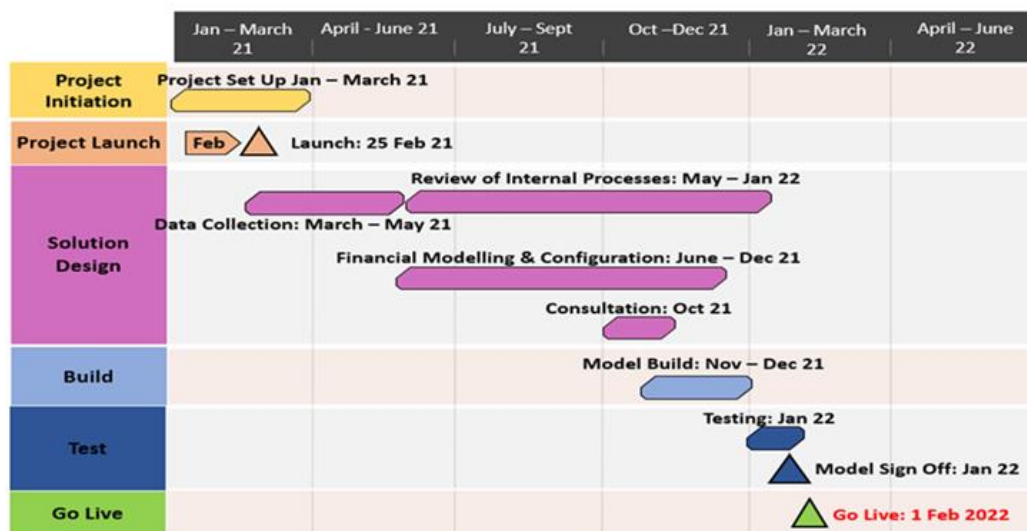 Jan – March
21
April - June 21
July – Sept
21
Oct –Dec 21
Jan – March
22
April – June
22
Project
Initiation
Project Set Up Jan – March 21
Project Launch
Feb
Launch: 25 Feb 21
Solution
Design
Review of Internal Processes: May – Jan 22
Data Collection: March – May 21
Financial Modelling & Configuration: June – Dec 21
Consultation: Oct 21
Build
Model Build: Nov – Dec 21
Test
Testing: Jan 22
Model Sign Off: Jan 22
Go Live
Go Live: 1 Feb 2022